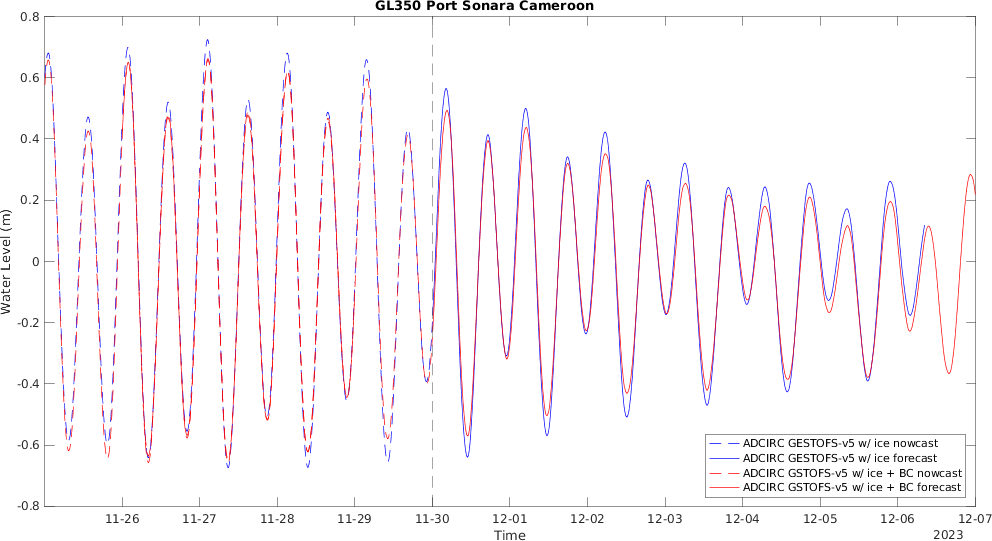 GL350 Port Sonara Cameroon
0.8
0.6
0.4
0.2
0
-0.2
-0.4
-0.6
-0.8
Water Level (m)
ADCIRC GESTOFS-v5 w/ ice nowcast
ADCIRC GESTOFS-v5 w/ ice forecast
ADCIRC GSTOFS-v5 w/ ice + BC nowcast
ADCIRC GSTOFS-v5 w/ ice + BC forecast
11-26 11-27 11-28 11-29 11-30 12-01 12-02 12-03 12-04 12-05 12-06 12-07
Time
2023